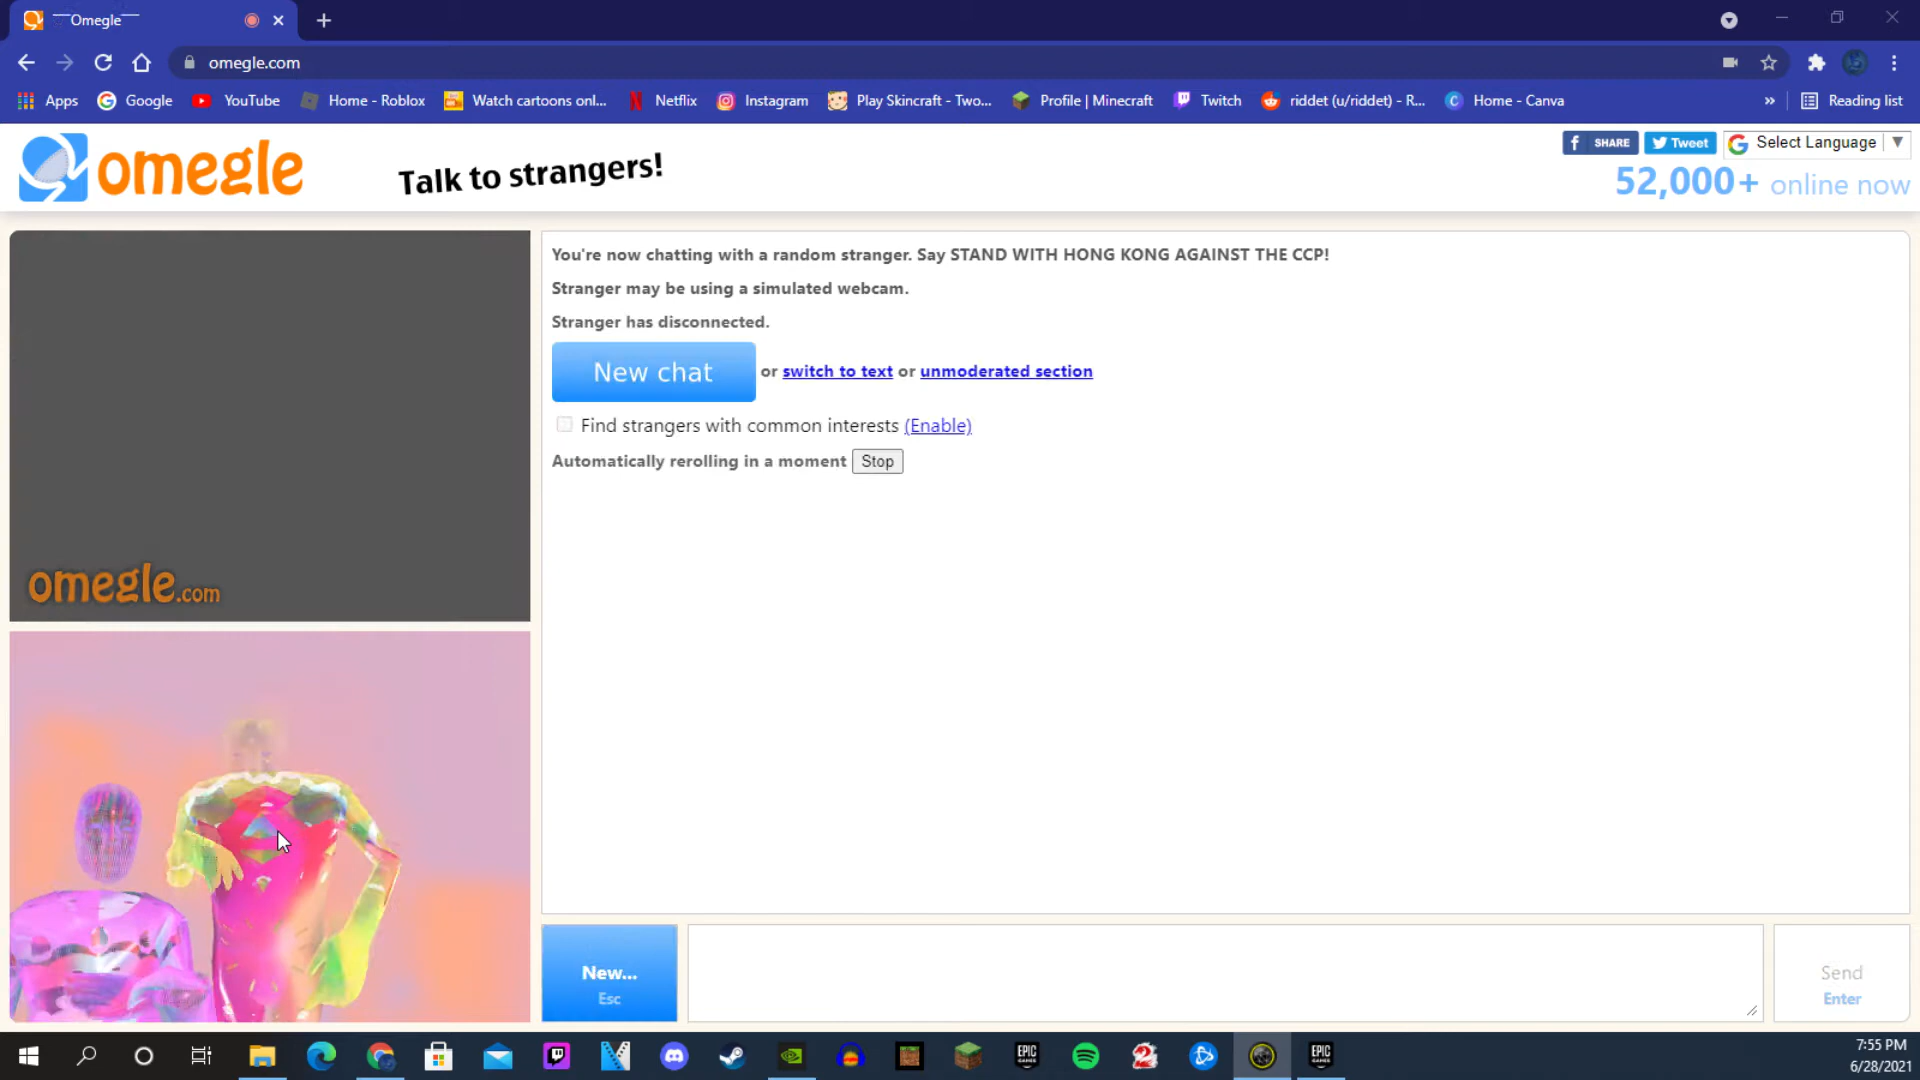 Omegle
omegle.com
Apps Google YouTube Home - Roblox Watch cartoons onl... Netflix Instagram Play Skincraft - Two... Profile | Minecraft Twitch riddet (u/riddet) - R... Home - Canva » Reading list
omegle Talk to strangers!
SHARE Tweet Select Language
52,000+ online now
You're now chatting with a random stranger. Say STAND WITH HONG KONG AGAINST THE CCP!
Stranger may be using a simulated webcam.
Stranger has disconnected.
New chat or switch to text or unmoderated section
Find strangers with common interests (Enable)
Automatically rerolling in a moment Stop
omegle.com
New...
Esc
Send
Enter
EPIC GAMES
EPIC GAMES
7:55 PM
6/28/2021